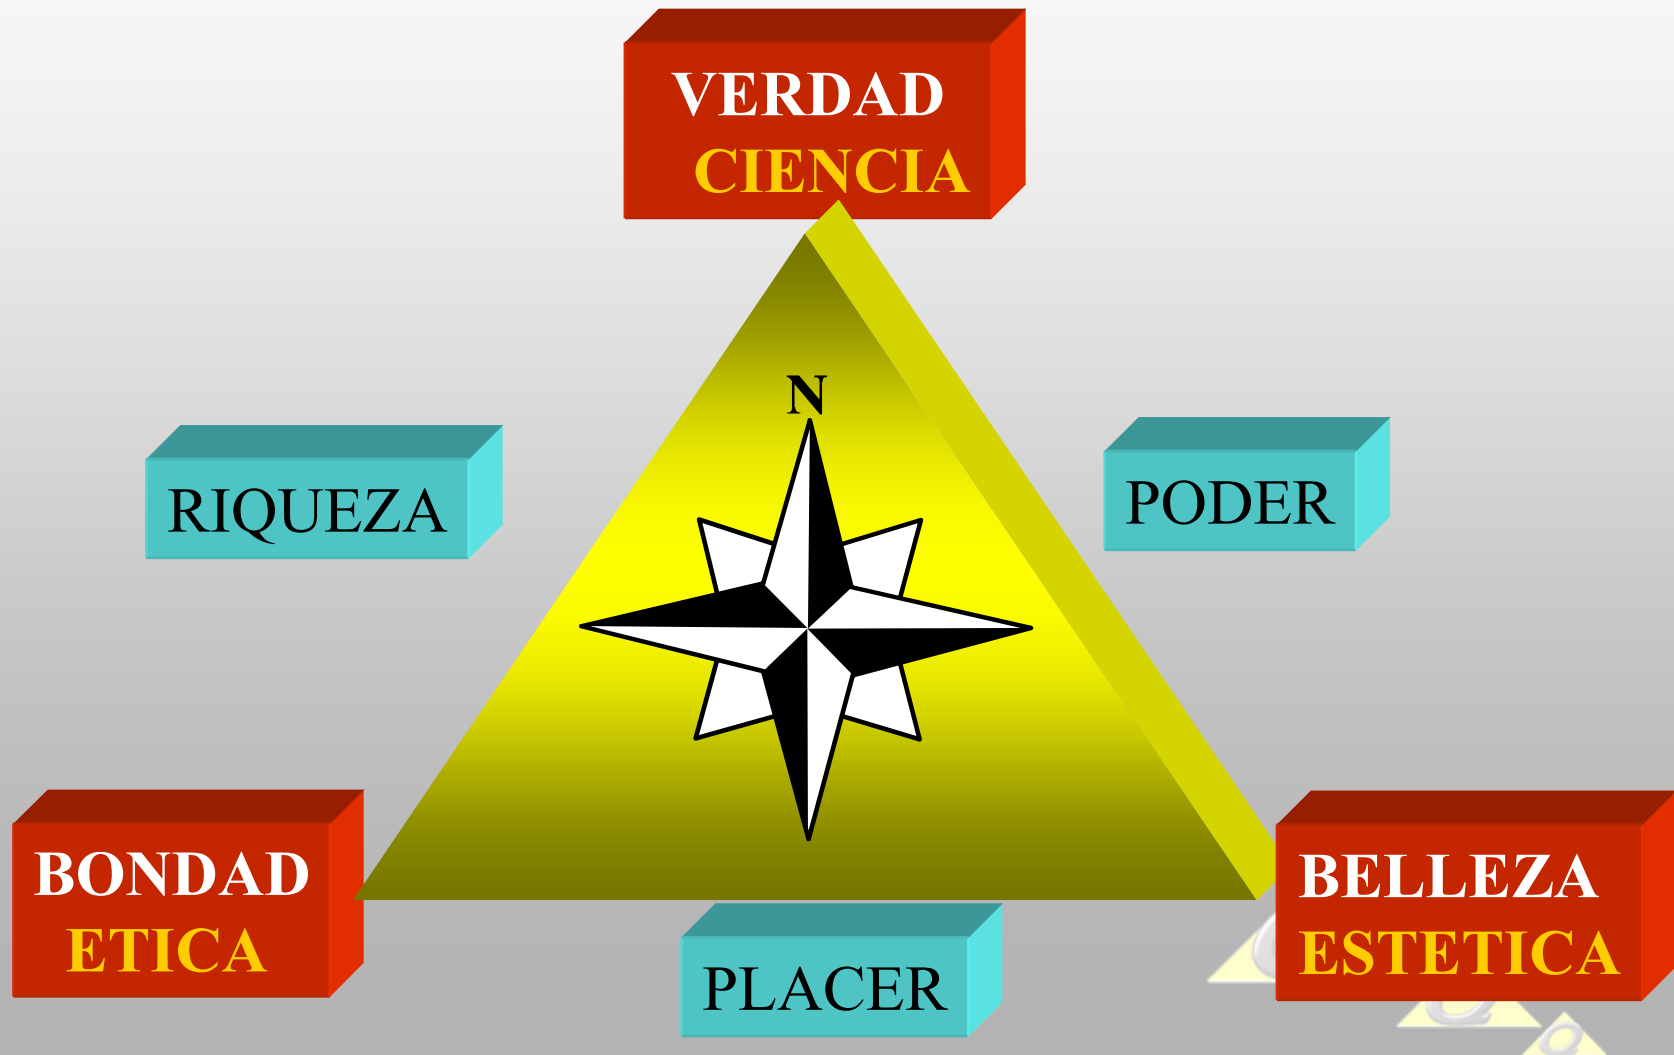 VERDAD
CIENCIA
N
RIQUEZA
PODER
BONDAD
ETICA
BELLEZA
ESTETICA
PLACER